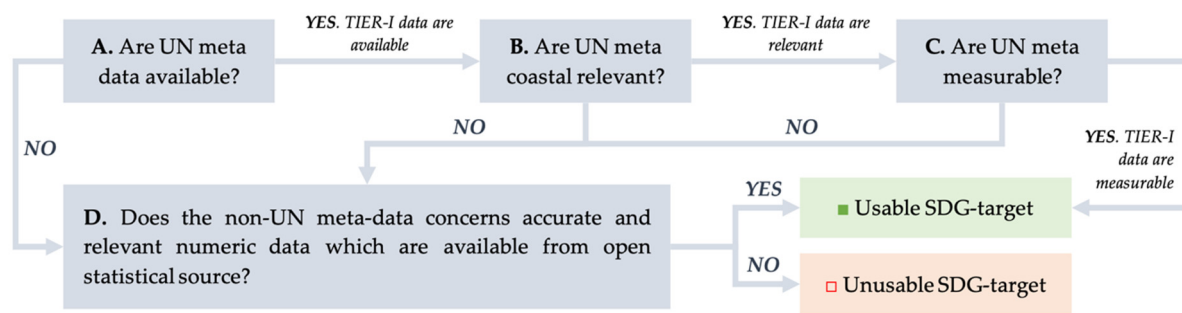 A. Are UN meta
data available?
YES. TIER-I data are
available
B. Are UN meta
coastal relevant?
YES. TIER-I data are
relevant
C. Are UN meta
measurable?
NO
NO
NO
YES. TIER-I
data are
measurable
D. Does the non-UN meta-data concerns accurate and
relevant numeric data which are available from open
statistical source?
YES
Usable SDG-target
NO
Unusable SDG-target